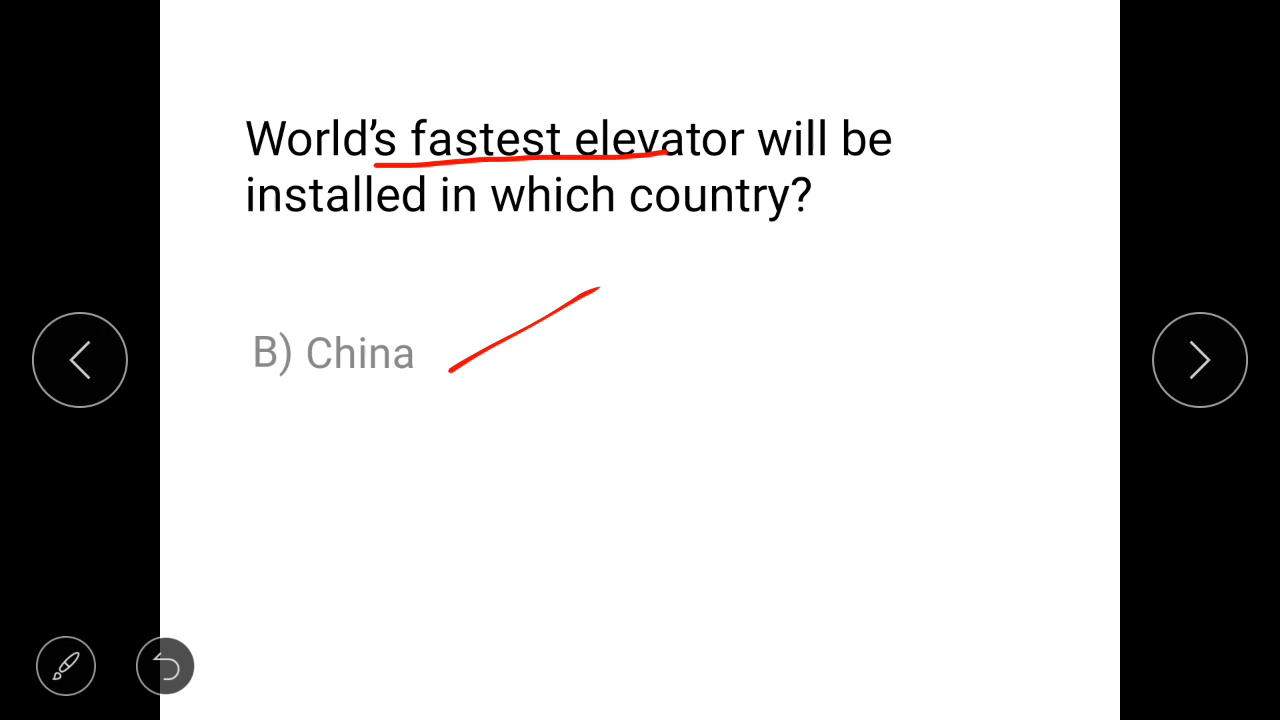 World’s fastest elevator will be
installed in which country?
B) China